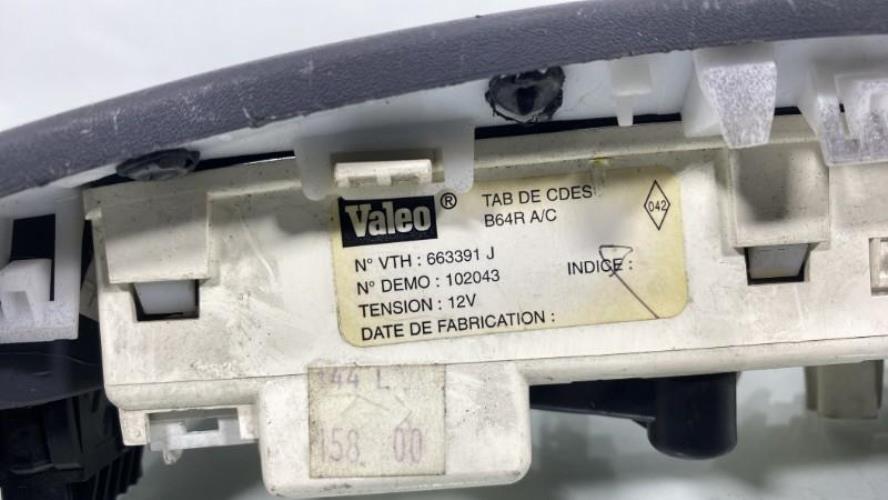 Valeo ®
TAB DE CDES
B64R A/C
042
N° VTH : 663391 J
N° DEMO : 102043
INDICE :
TENSION : 12V
DATE DE FABRICATION :
44 L
158 00